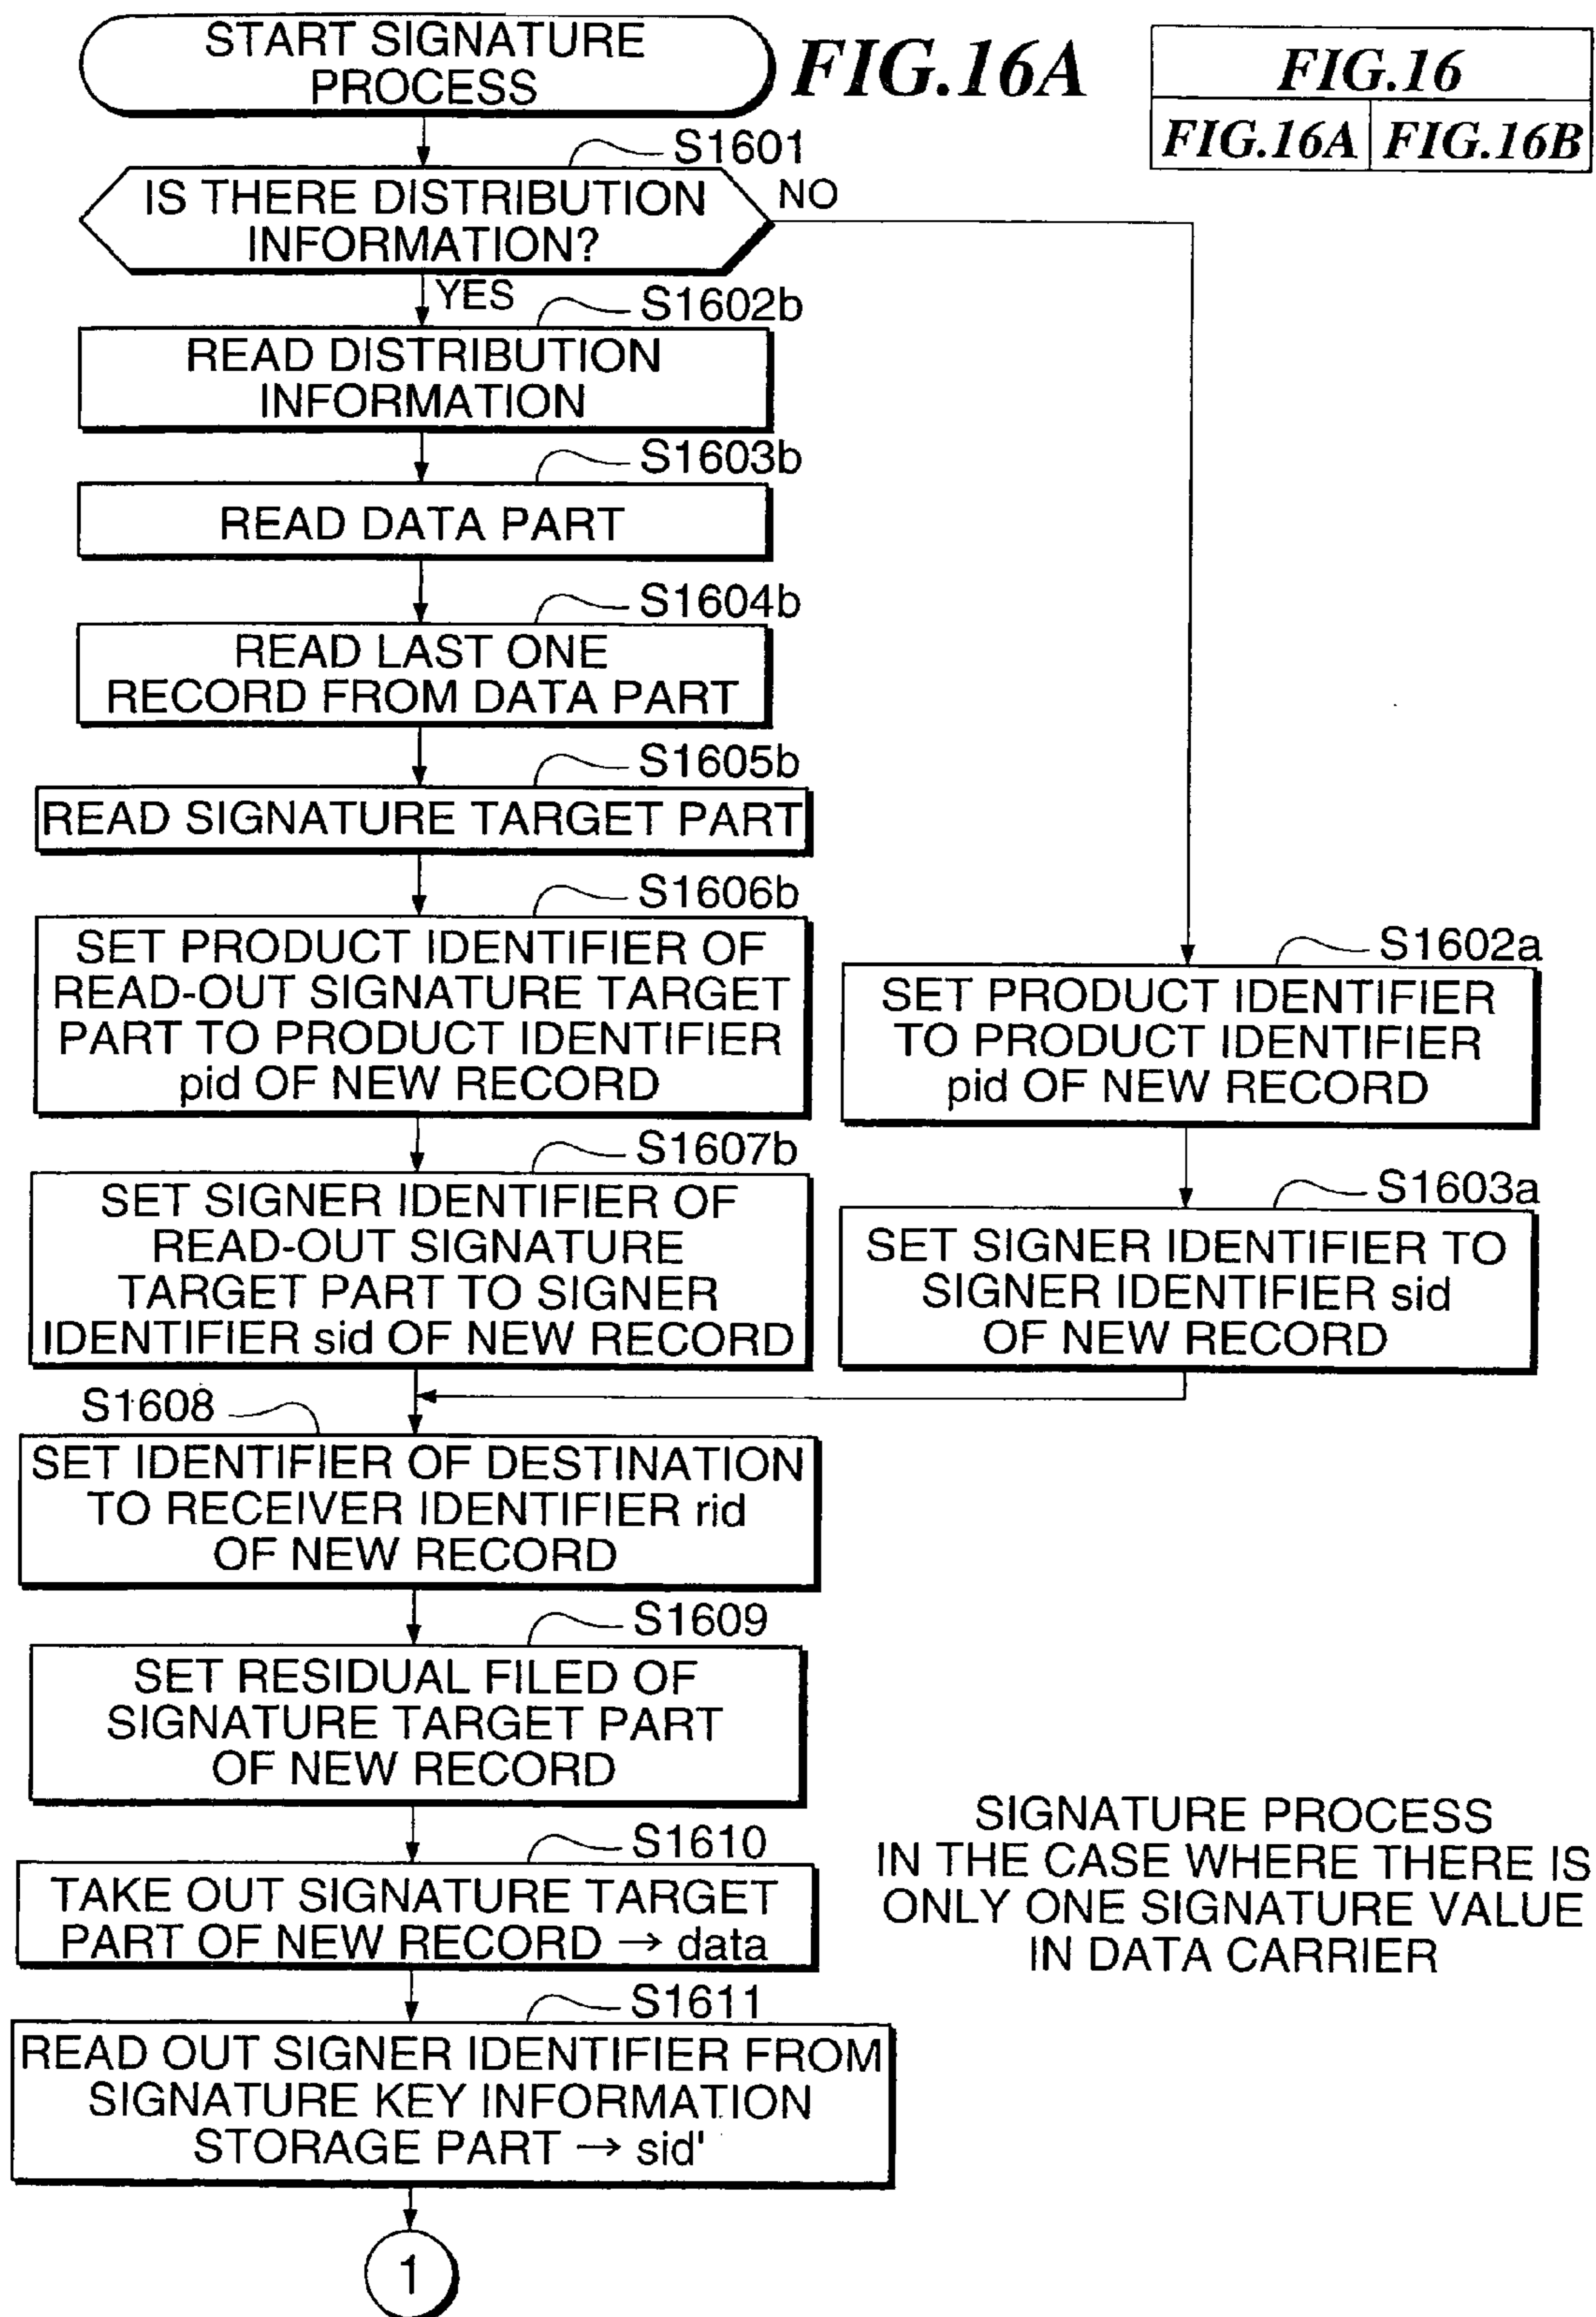 START SIGNATURE
PROCESS
FIG.16A
FIG.16
FIG.16A FIG.16B
S1601
IS THERE DISTRIBUTION
INFORMATION?
NO
YES
S1602b
READ DISTRIBUTION
INFORMATION
S1603b
READ DATA PART
S1604b
READ LAST ONE
RECORD FROM DATA PART
S1605b
READ SIGNATURE TARGET PART
S1606b
SET PRODUCT IDENTIFIER OF
READ-OUT SIGNATURE TARGET
PART TO PRODUCT IDENTIFIER
pid OF NEW RECORD
S1602a
SET PRODUCT IDENTIFIER
TO PRODUCT IDENTIFIER
pid OF NEW RECORD
S1607b
SET SIGNER IDENTIFIER OF
READ-OUT SIGNATURE
TARGET PART TO SIGNER
IDENTIFIER sid OF NEW RECORD
S1603a
SET SIGNER IDENTIFIER TO
SIGNER IDENTIFIER sid
OF NEW RECORD
S1608
SET IDENTIFIER OF DESTINATION
TO RECEIVER IDENTIFIER rid
OF NEW RECORD
S1609
SET RESIDUAL FILED OF
SIGNATURE TARGET PART
OF NEW RECORD
S1610
TAKE OUT SIGNATURE TARGET
PART OF NEW RECORD → data
S1611
READ OUT SIGNER IDENTIFIER FROM
SIGNATURE KEY INFORMATION
STORAGE PART → sid'
1
SIGNATURE PROCESS
IN THE CASE WHERE THERE IS
ONLY ONE SIGNATURE VALUE
IN DATA CARRIER